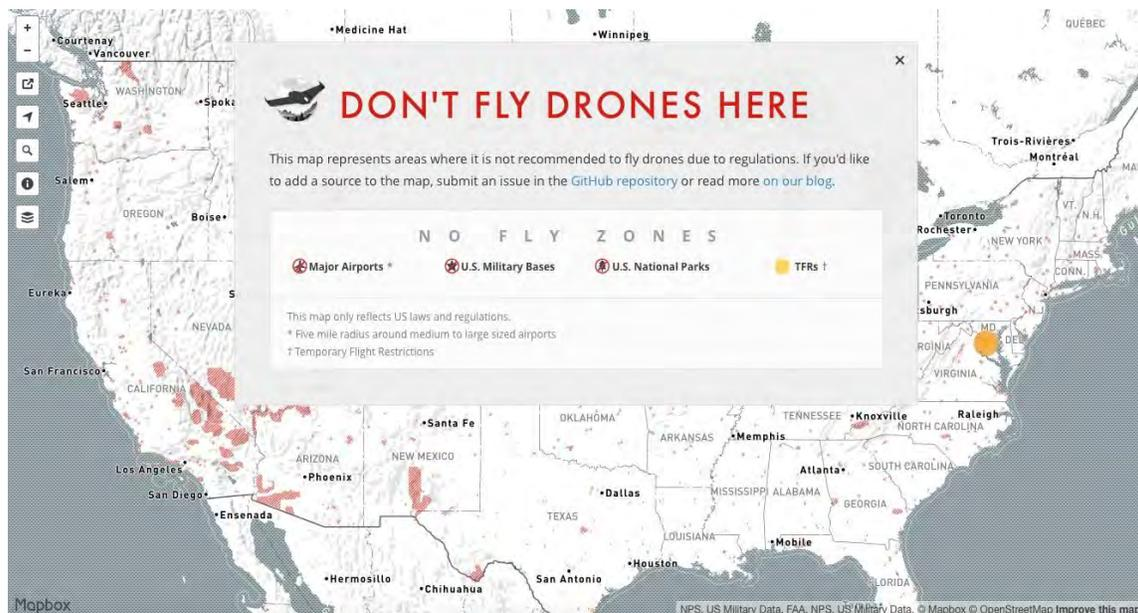 +
−
DON'T FLY DRONES HERE
×
This map represents areas where it is not recommended to fly drones due to regulations. If you'd like
to add a source to the map, submit an issue in the GitHub repository or read more on our blog.
NO FLY ZONES
Major Airports *
U.S. Military Bases
U.S. National Parks
TFRs †
This map only reflects US laws and regulations.
* Five mile radius around medium to large sized airports
† Temporary Flight Restrictions
Medicine Hat
Winnipeg
QUÉBEC
Courtenay
Vancouver
WASHINGTON
Seattle
Spoka
Trois-Rivières
Montréal
MA
Salem
OREGON
Boise
Toronto
Rochester
VT.
N.H.
NEW YORK
MASS.
CONN.
GU
Eureka
S
PENNSYLVANIA
sburgh
N.J.
NEVADA
MD.
DEL
RGINIA
VIRGINIA
San Francisco
CALIFORNIA
Santa Fe
OKLAHOMA
TENNESSEE
Knoxville
Raleigh
NORTH CAROLINA
ARKANSAS
Memphis
Los Angeles
ARIZONA
Phoenix
NEW MEXICO
Atlanta
SOUTH CAROLINA
San Diego
Ensenada
Dallas
MISSISSIPPI
ALABAMA
GEORGIA
TEXAS
LOUISIANA
Mobile
Houston
Hermosillo
Chihuahua
San Antonio
FLORIDA
Mapbox
NPS, US Military Data, FAA, NPS, US Military Data, © Mapbox © OpenStreetMap Improve this m